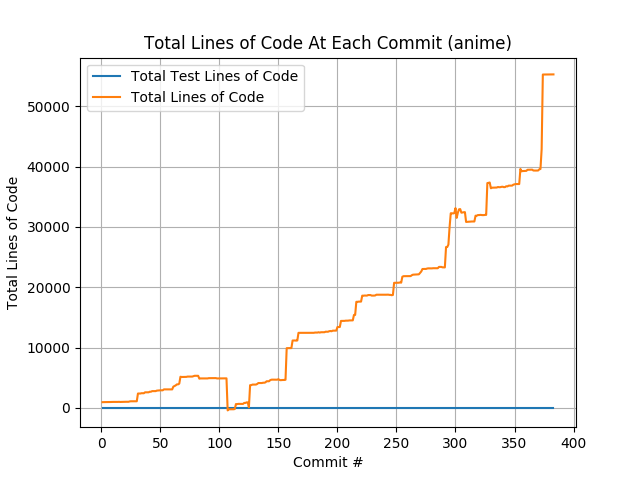 Total Lines of Code At Each Commit (anime)
Total Test Lines of Code
Total Lines of Code
50000
40000
30000
20000
10000
0
Total Lines of Code
0 50 100 150 200 250 300 350 400
Commit #